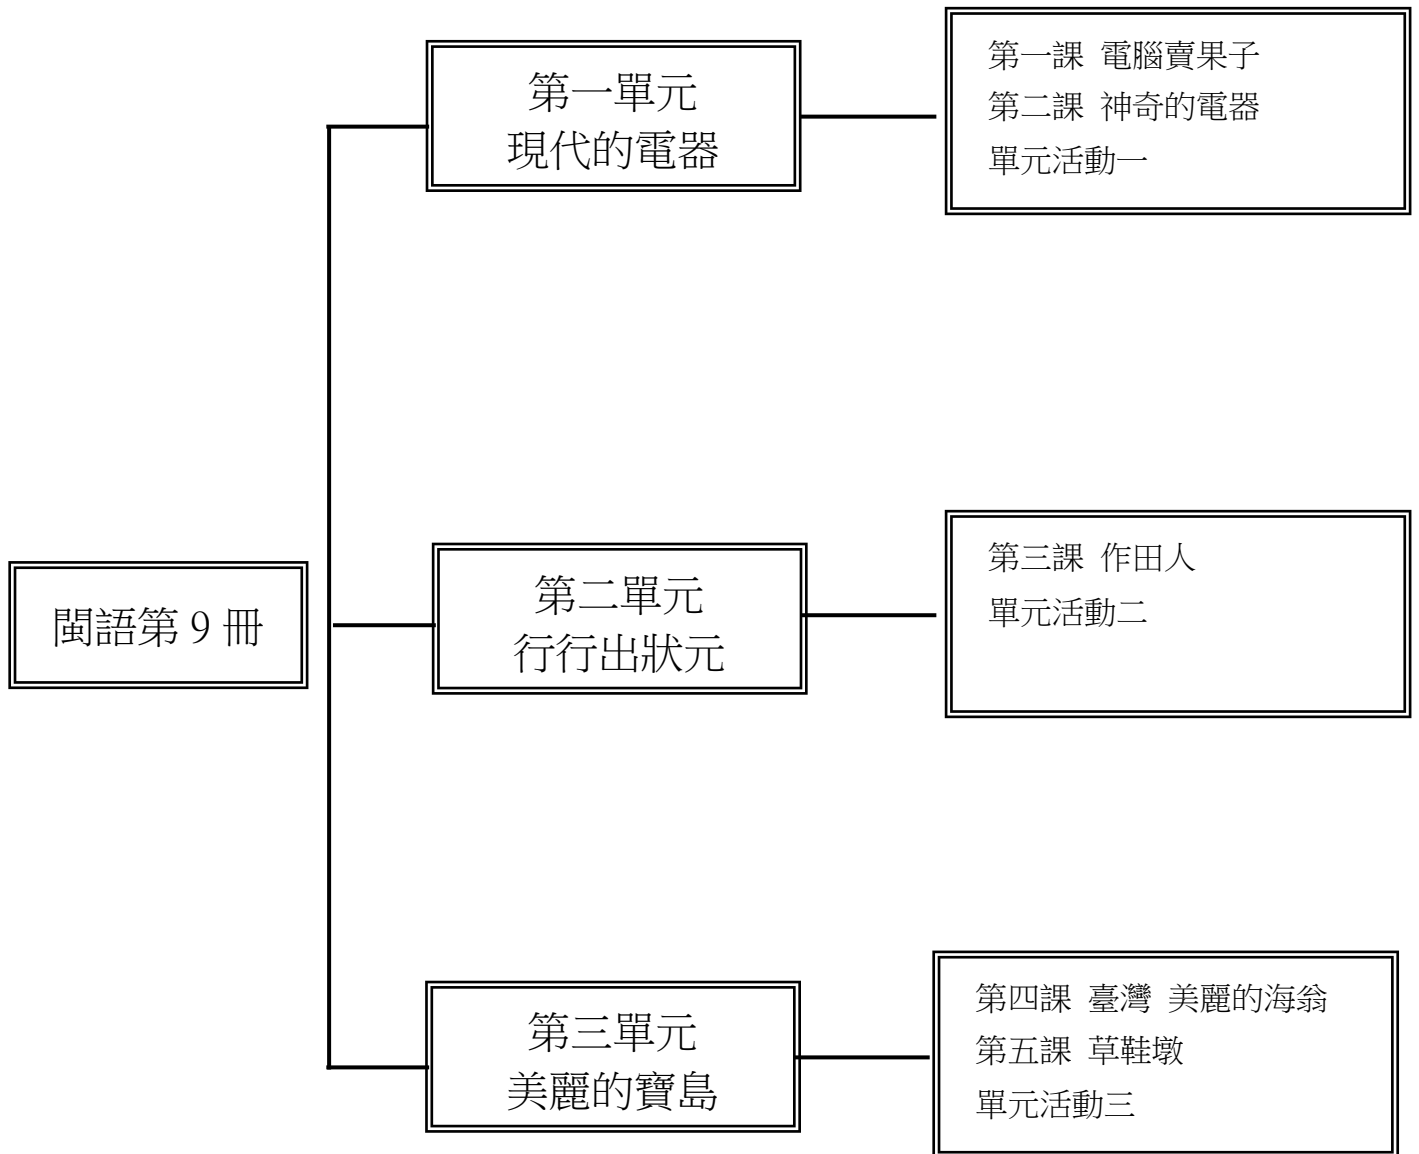 閩語第 9 冊
第一單元
現代的電器
第一課 電腦賣果子
第二課 神奇的電器
單元活動一
第二單元
行行出狀元
第三課 作田人
單元活動二
第三單元
美麗的寶島
第四課 臺灣 美麗的海翁
第五課 草鞋墩
單元活動三